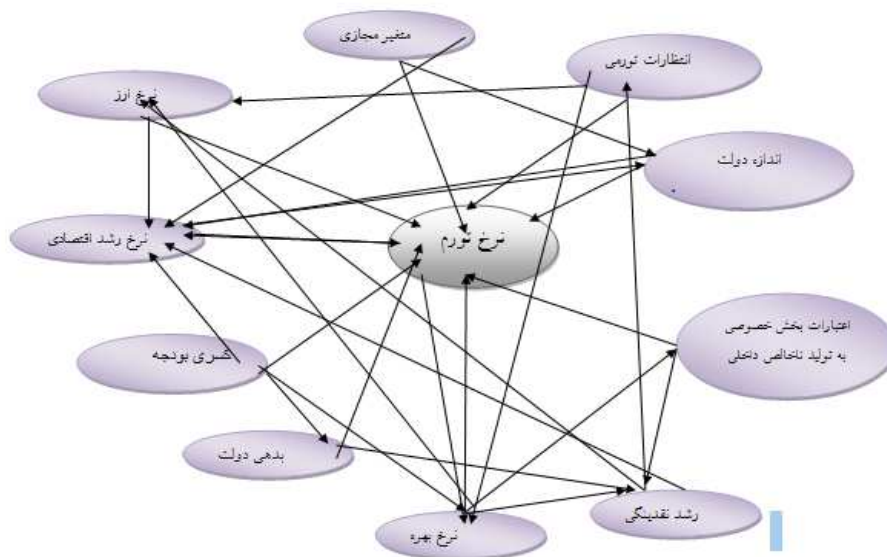 متغیر مجازی
انتظارات تورمی
نرخ ارز
اندازه دولت
نرخ تورم
نرخ رشد اقتصادی
اعتبارات بخش خصوصی
به تولید ناخالص داخلی
کسری بودجه
بدهی دولت
رشد نقدینگی
نرخ بهره